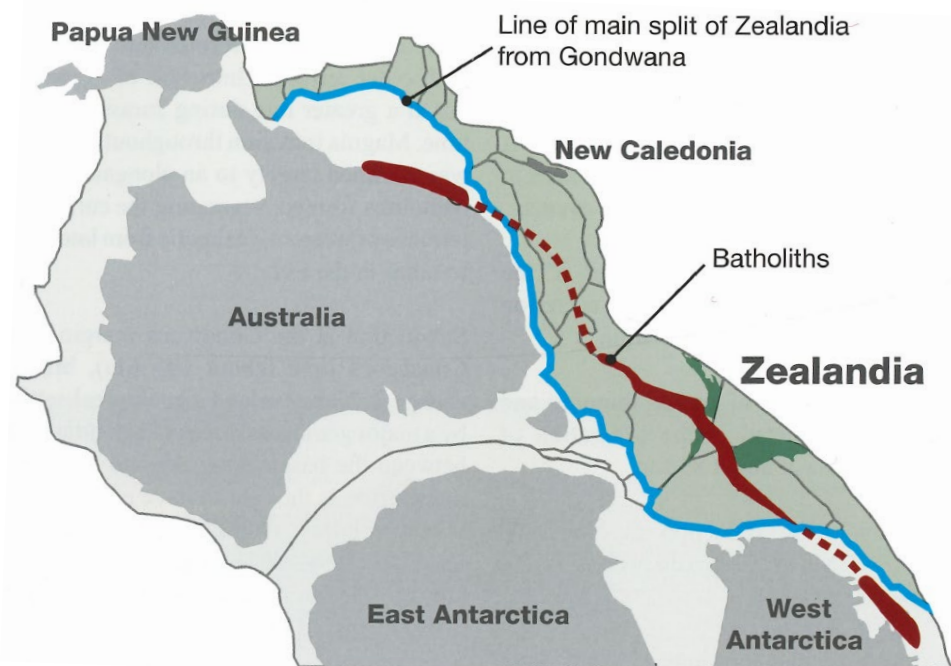 Papua New Guinea
Line of main split of Zealandia
from Gondwana
New Caledonia
Batholiths
Australia
Zealandia
East Antarctica
West
Antarctica